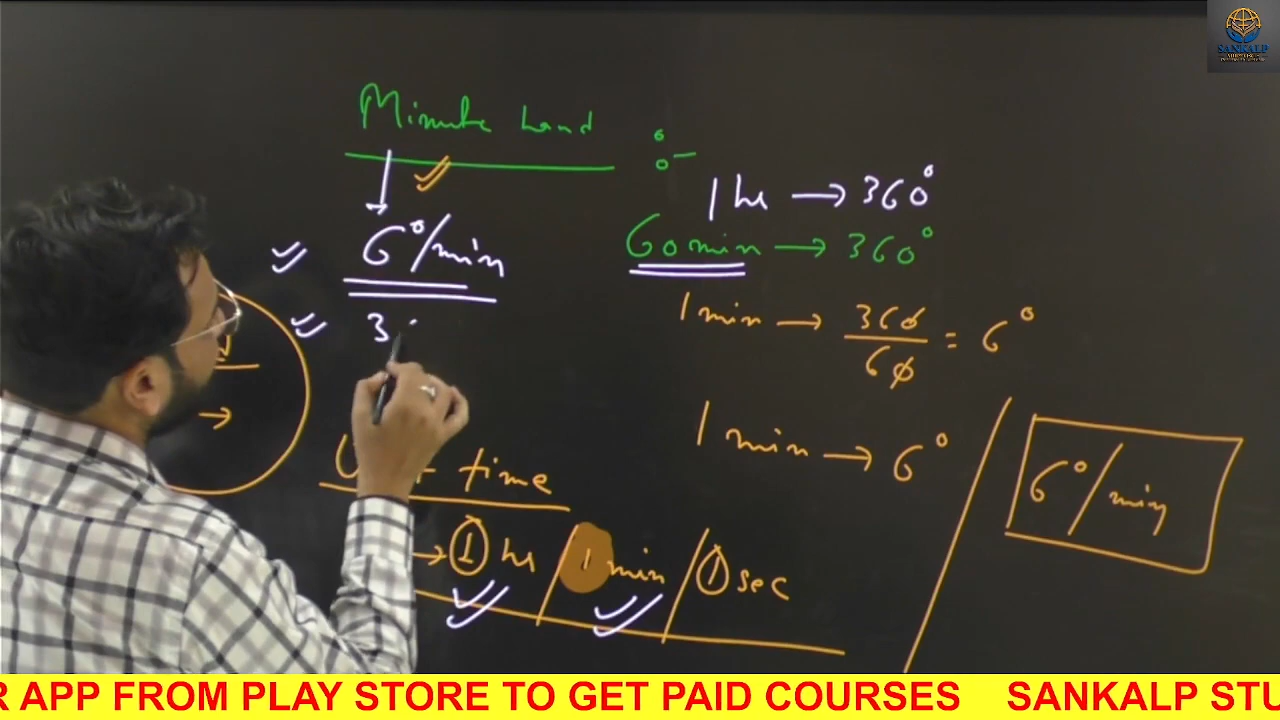 SANKALP
Minute hand :-
1 hr → 360°
6°/min
60 min → 360°
3
1 min → 360/60 = 6°
1 min → 6°
6°/min
time
→ 1 hr / 1 min / 1 sec
R APP FROM PLAY STORE TO GET PAID COURSES SANKALP STU